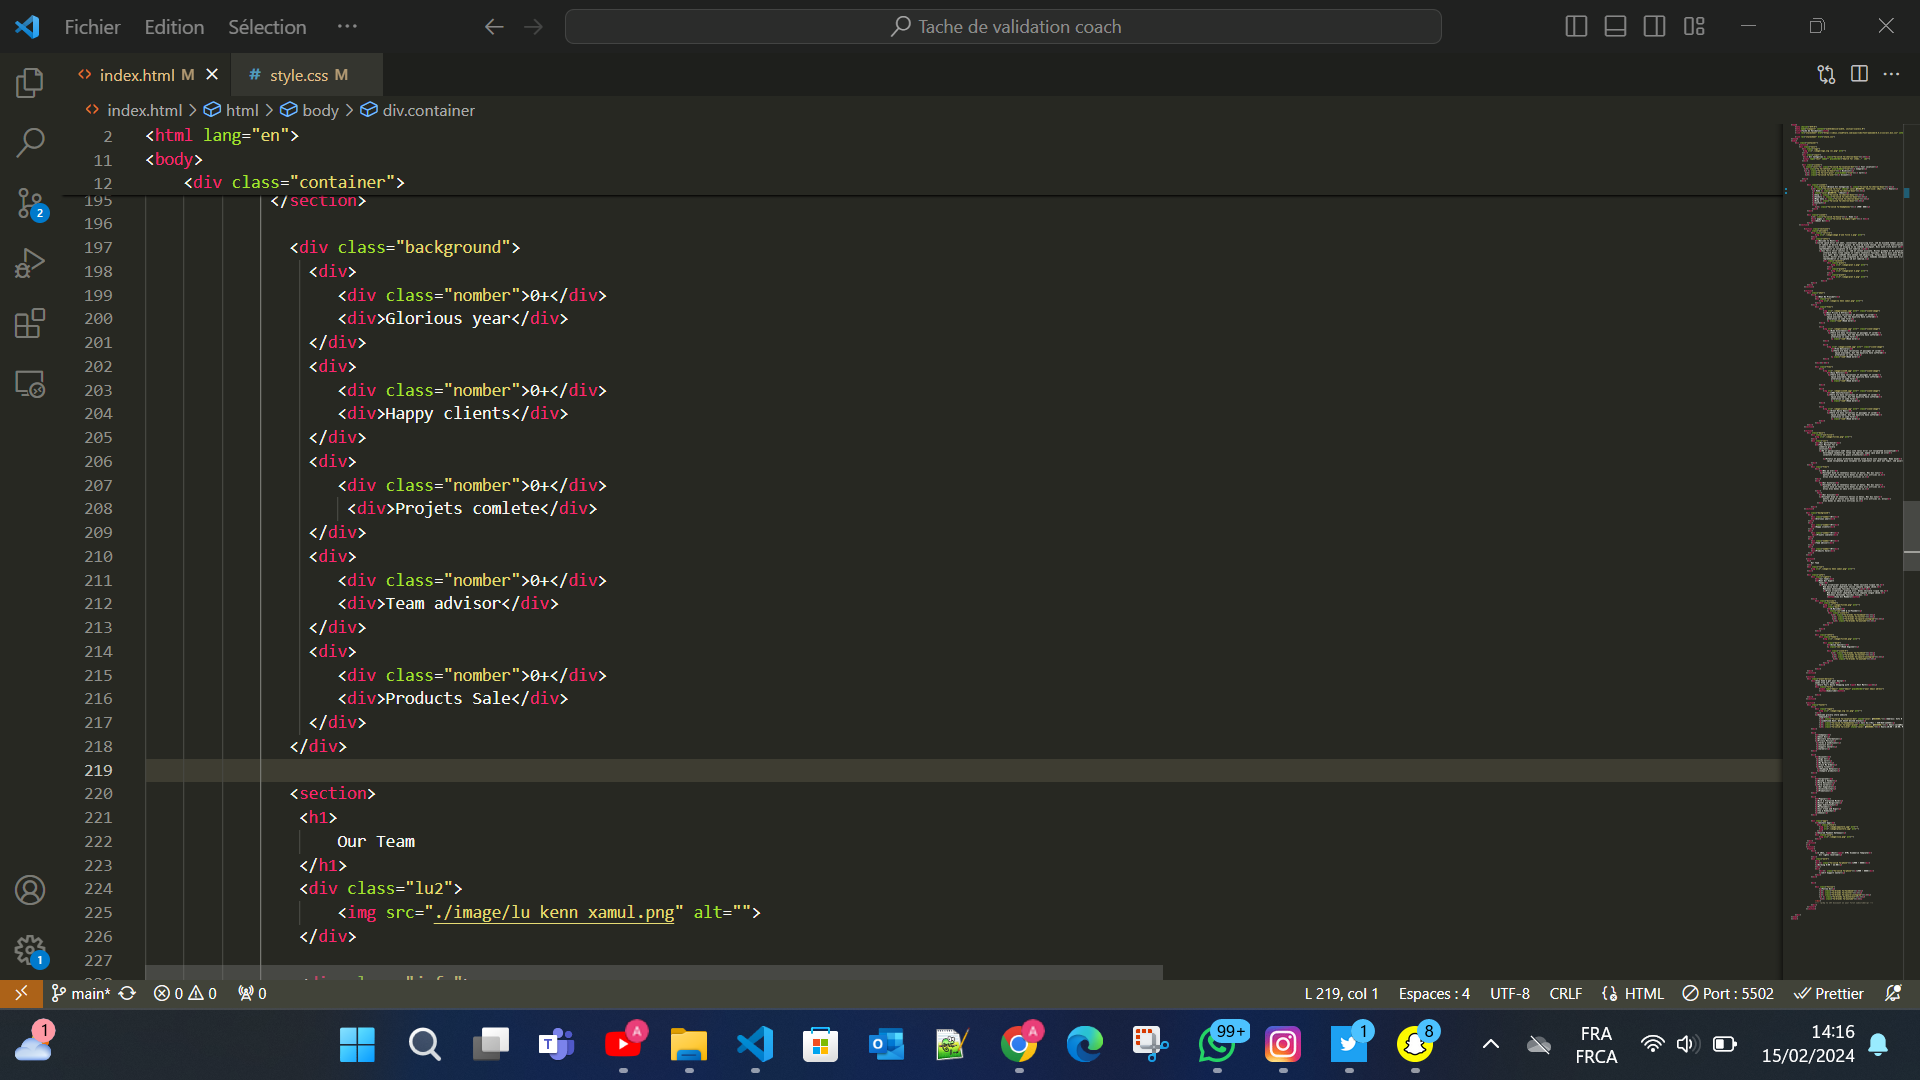 Fichier Edition Sélection ··· Tache de validation coach
index.html M style.css M
index.html > html > body > div.container
2 <html lang="en">
11 <body>
12 <div class="container">
195 </section>
196
197 <div class="background">
198 <div>
199 <div class="nomber">0+</div>
200 <div>Glorious year</div>
201 </div>
202 <div>
203 <div class="nomber">0+</div>
204 <div>Happy clients</div>
205 </div>
206 <div>
207 <div class="nomber">0+</div>
208 <div>Projets comlete</div>
209 </div>
210 <div>
211 <div class="nomber">0+</div>
212 <div>Team advisor</div>
213 </div>
214 <div>
215 <div class="nomber">0+</div>
216 <div>Products Sale</div>
217 </div>
218 </div>
219
220 <section>
221 <h1>
222 Our Team
223 </h1>
224 <div class="lu2">
225 <img src="./image/lu kenn xamul.png" alt="">
226 </div>
227
2
1
main* 0 0 0 L 219, col 1 Espaces : 4 UTF-8 CRLF HTML Port : 5502 Prettier
1 A A 99+ 1 8
FRA
FRCA
14:16
15/02/2024